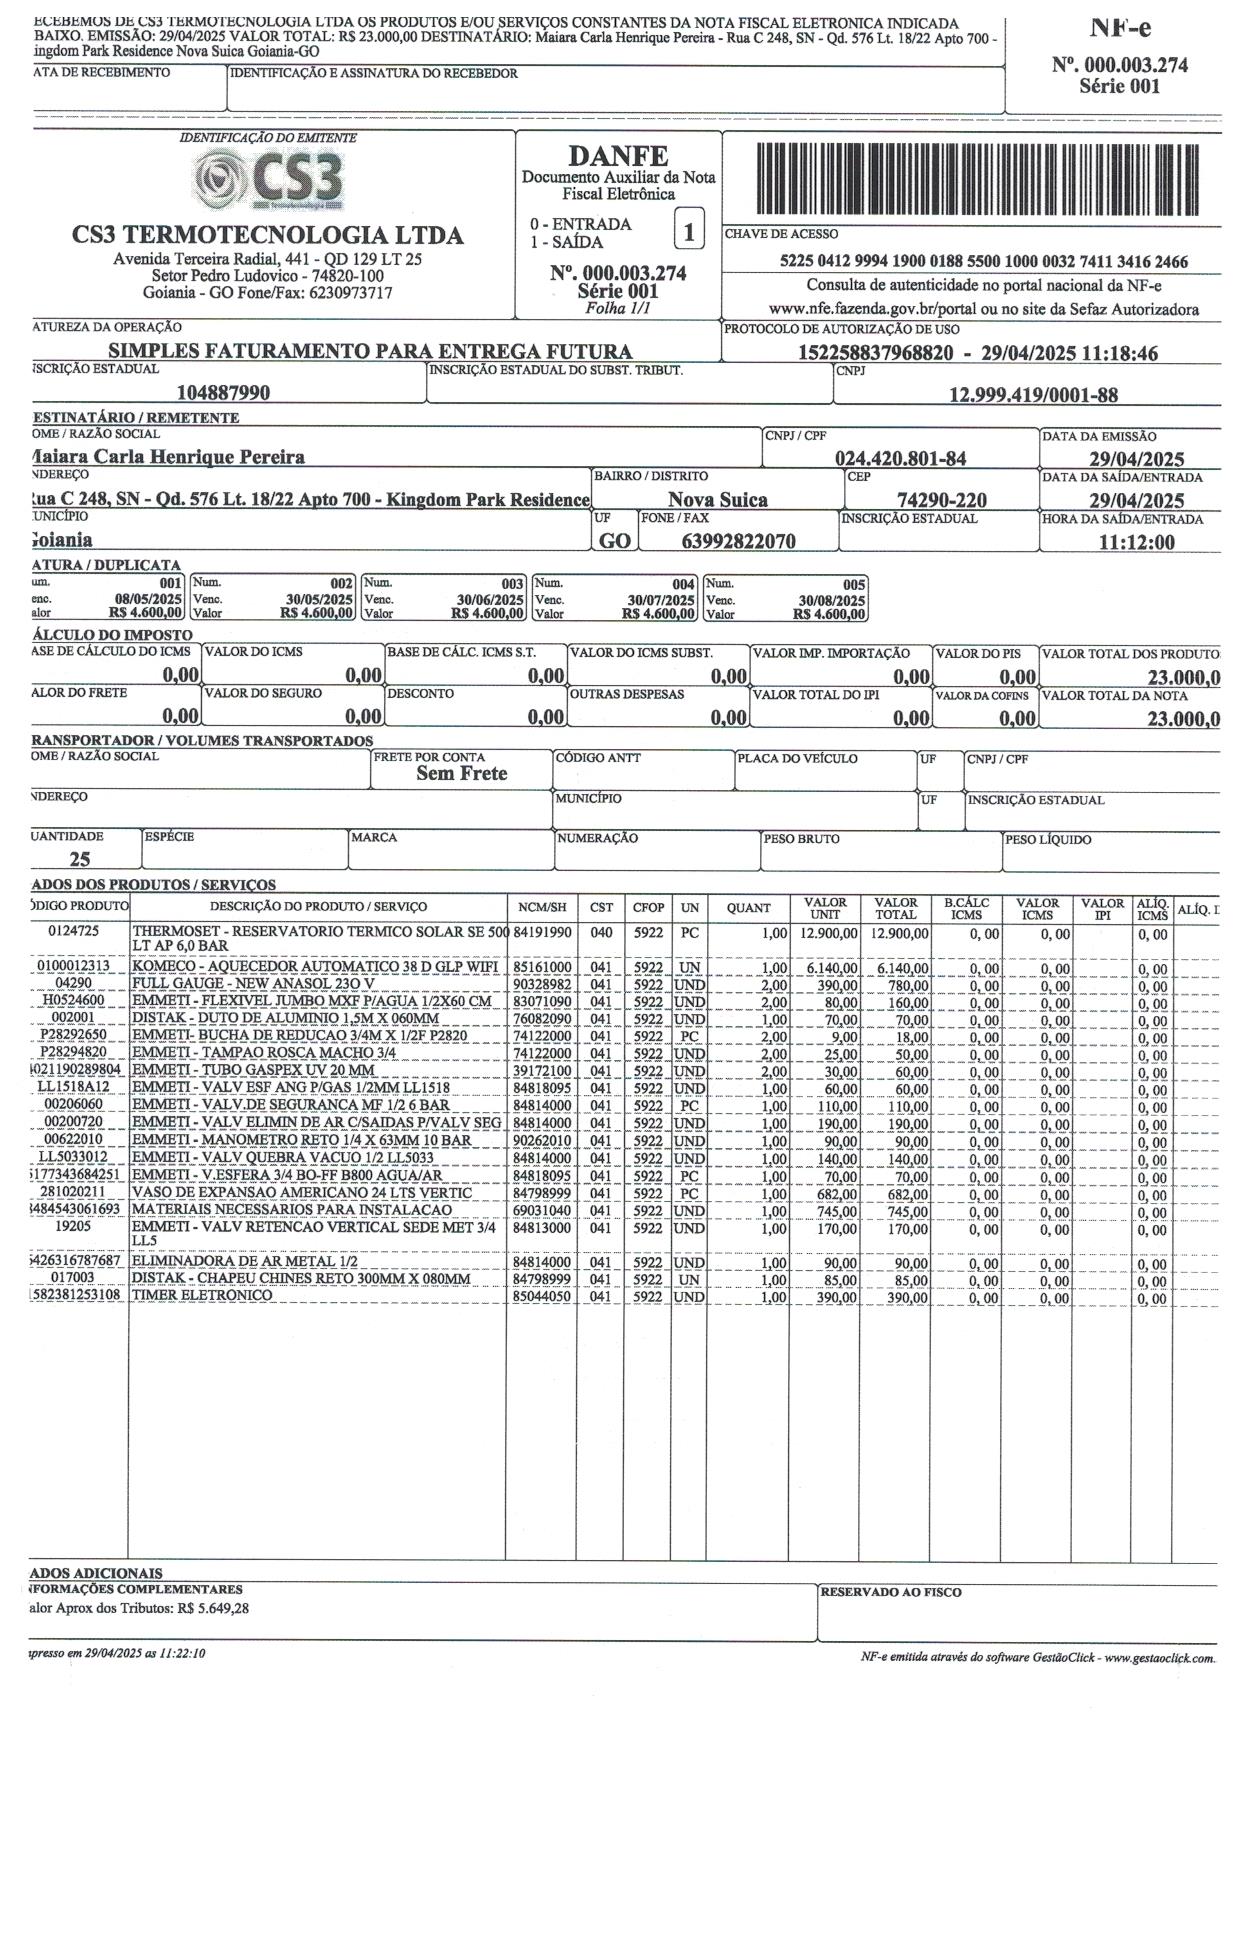 ECEBEMOS DE CS3 TERMOTECNOLOGIA LTDA OS PRODUTOS E/OU SERVIÇOS CONSTANTES DA NOTA FISCAL ELETRONICA INDICADA
BAIXO. EMISSÃO: 29/04/2025 VALOR TOTAL: R$ 23.000,00 DESTINATÁRIO: Maiara Carla Henrique Pereira - Rua C 248, SN - Qd. 576 Lt. 18/22 Apto 700 -
ingdom Park Residence Nova Suica Goiania-GO
NF-e
Nº. 000.003.274
Série 001
ATA DE RECEBIMENTO IDENTIFICAÇÃO E ASSINATURA DO RECEBEDOR
IDENTIFICAÇÃO DO EMITENTE
CS3
CS3 TERMOTECNOLOGIA LTDA
Avenida Terceira Radial, 441 - QD 129 LT 25
Setor Pedro Ludovico - 74820-100
Goiania - GO Fone/Fax: 6230973717
DANFE
Documento Auxiliar da Nota
Fiscal Eletrônica
0 - ENTRADA
1 - SAÍDA
1
Nº. 000.003.274
Série 001
Folha 1/1
CHAVE DE ACESSO
5225 0412 9994 1900 0188 5500 1000 0032 7411 3416 2466
Consulta de autenticidade no portal nacional da NF-e
www.nfe.fazenda.gov.br/portal ou no site da Sefaz Autorizadora
ATUREZA DA OPERAÇÃO PROTOCOLO DE AUTORIZAÇÃO DE USO
SIMPLES FATURAMENTO PARA ENTREGA FUTURA 152258837968820 - 29/04/2025 11:18:46
ISCRIÇÃO ESTADUAL INSCRIÇÃO ESTADUAL DO SUBST. TRIBUT. CNPJ
104887990 12.999.419/0001-88
ESTINATÁRIO / REMETENTE
OME / RAZÃO SOCIAL CNPJ / CPF DATA DA EMISSÃO
Maiara Carla Henrique Pereira 024.420.801-84 29/04/2025
NDEREÇO BAIRRO / DISTRITO CEP DATA DA SAÍDA/ENTRADA
ua C 248, SN - Qd. 576 Lt. 18/22 Apto 700 - Kingdom Park Residence Nova Suica 74290-220 29/04/2025
UNICÍPIO UF FONE / FAX INSCRIÇÃO ESTADUAL HORA DA SAÍDA/ENTRADA
Goiania GO 63992822070 11:12:00
ATURA / DUPLICATA
um. 001 Num. 002 Num. 003 Num. 004 Num. 005
enc. 08/05/2025 Venc. 30/05/2025 Venc. 30/06/2025 Venc. 30/07/2025 Venc. 30/08/2025
alor R$ 4.600,00 Valor R$ 4.600,00 Valor R$ 4.600,00 Valor R$ 4.600,00 Valor R$ 4.600,00
ÁLCULO DO IMPOSTO
ASE DE CÁLCULO DO ICMS VALOR DO ICMS BASE DE CÁLC. ICMS S.T. VALOR DO ICMS SUBST. VALOR IMP. IMPORTAÇÃO VALOR DO PIS VALOR TOTAL DOS PRODUTO
0,00 0,00 0,00 0,00 0,00 0,00 23.000,0
ALOR DO FRETE VALOR DO SEGURO DESCONTO OUTRAS DESPESAS VALOR TOTAL DO IPI VALOR DA COFINS VALOR TOTAL DA NOTA
0,00 0,00 0,00 0,00 0,00 0,00 23.000,0
RANSPORTADOR / VOLUMES TRANSPORTADOS
OME / RAZÃO SOCIAL FRETE POR CONTA CÓDIGO ANTT PLACA DO VEÍCULO UF CNPJ / CPF
Sem Frete
NDEREÇO MUNICÍPIO UF INSCRIÇÃO ESTADUAL
UANTIDADE ESPÉCIE MARCA NUMERAÇÃO PESO BRUTO PESO LÍQUIDO
25
ADOS DOS PRODUTOS / SERVIÇOS
ÓDIGO PRODUTO DESCRIÇÃO DO PRODUTO / SERVIÇO NCM/SH CST CFOP UN QUANT VALOR UNIT VALOR TOTAL B.CÁLC ICMS VALOR ICMS VALOR IPI ALÍQ. ICMS ALÍQ. I
0124725 THERMOSET - RESERVATORIO TERMICO SOLAR SE 500 84191990 040 5922 PC 1,00 12.900,00 12.900,00 0, 00 0, 00 0, 00
LT AP 6,0 BAR
0100012313 KOMECO - AQUECEDOR AUTOMATICO 38 D GLP WIFI 85161000 041 5922 UN 1,00 6.140,00 6.140,00 0, 00 0, 00 0, 00
04290 FULL GAUGE - NEW ANASOL 23O V 90328982 041 5922 UND 2,00 390,00 780,00 0, 00 0, 00 0, 00
H0524600 EMMETI - FLEXIVEL JUMBO MXF P/AGUA 1/2X60 CM 83071090 041 5922 UND 2,00 80,00 160,00 0, 00 0, 00 0, 00
002001 DISTAK - DUTO DE ALUMINIO 1,5M X 060MM 76082090 041 5922 UND 1,00 70,00 70,00 0, 00 0, 00 0, 00
P28292650 EMMETI- BUCHA DE REDUCAO 3/4M X 1/2F P2820 74122000 041 5922 PC 2,00 9,00 18,00 0, 00 0, 00 0, 00
P28294820 EMMETI - TAMPAO ROSCA MACHO 3/4 74122000 041 5922 UND 2,00 25,00 50,00 0, 00 0, 00 0, 00
4021190289804 EMMETI - TUBO GASPEX UV 20 MM 39172100 041 5922 UND 2,00 30,00 60,00 0, 00 0, 00 0, 00
LL1518A12 EMMETI - VALV ESF ANG P/GAS 1/2MM LL1518 84818095 041 5922 UND 1,00 60,00 60,00 0, 00 0, 00 0, 00
00206060 EMMETI - VALV.DE SEGURANCA MF 1/2 6 BAR 84814000 041 5922 PC 1,00 110,00 110,00 0, 00 0, 00 0, 00
00200720 EMMETI - VALV ELIMIN DE AR C/SAIDAS P/VALV SEG 84814000 041 5922 UND 1,00 190,00 190,00 0, 00 0, 00 0, 00
00622010 EMMETI - MANOMETRO RETO 1/4 X 63MM 10 BAR 90262010 041 5922 UND 1,00 90,00 90,00 0, 00 0, 00 0, 00
LL5033012 EMMETI - VALV QUEBRA VACUO 1/2 LL5033 84814000 041 5922 UND 1,00 140,00 140,00 0, 00 0, 00 0, 00
5177343684251 EMMETI - V.ESFERA 3/4 BO-FF B800 AGUA/AR 84818095 041 5922 PC 1,00 70,00 70,00 0, 00 0, 00 0, 00
281020211 VASO DE EXPANSAO AMERICANO 24 LTS VERTIC 84798999 041 5922 PC 1,00 682,00 682,00 0, 00 0, 00 0, 00
484543061693 MATERIAIS NECESSARIOS PARA INSTALACAO 69031040 041 5922 UND 1,00 745,00 745,00 0, 00 0, 00 0, 00
19205 EMMETI - VALV RETENCAO VERTICAL SEDE MET 3/4 84813000 041 5922 UND 1,00 170,00 170,00 0, 00 0, 00 0, 00
LL5
426316787687 ELIMINADORA DE AR METAL 1/2 84814000 041 5922 UND 1,00 90,00 90,00 0, 00 0, 00 0, 00
017003 DISTAK - CHAPEU CHINES RETO 300MM X 080MM 84798999 041 5922 UN 1,00 85,00 85,00 0, 00 0, 00 0, 00
582381253108 TIMER ELETRONICO 85044050 041 5922 UND 1,00 390,00 390,00 0, 00 0, 00 0, 00
ADOS ADICIONAIS
NFORMAÇÕES COMPLEMENTARES RESERVADO AO FISCO
alor Aprox dos Tributos: R$ 5.649,28
presso em 29/04/2025 as 11:22:10 NF-e emitida através do software GestãoClick - www.gestaoclick.com.